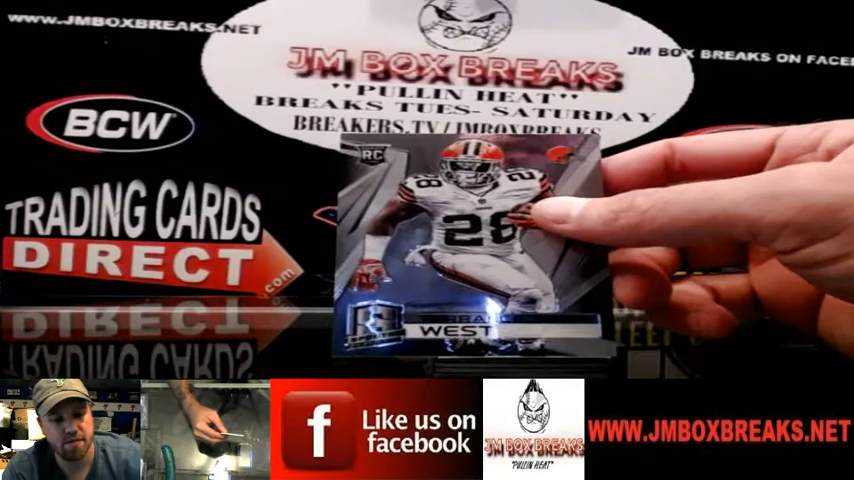 WWW.JMBOXBREAKS.NET
JM BOX BREAKS ON FACE
JM BOX BREAKS
"PULLIN HEAT"
BREAKS TUES- SATURDAY
BREAKERS.TV/JMBOXBREAKS
BCW
TRADING CARDS
DIRECT
.com
RC
28
28
28
WEST
f
Like us on
facebook
JM BOX BREAKS
"PULLIN HEAT"
WWW.JMBOXBREAKS.NET